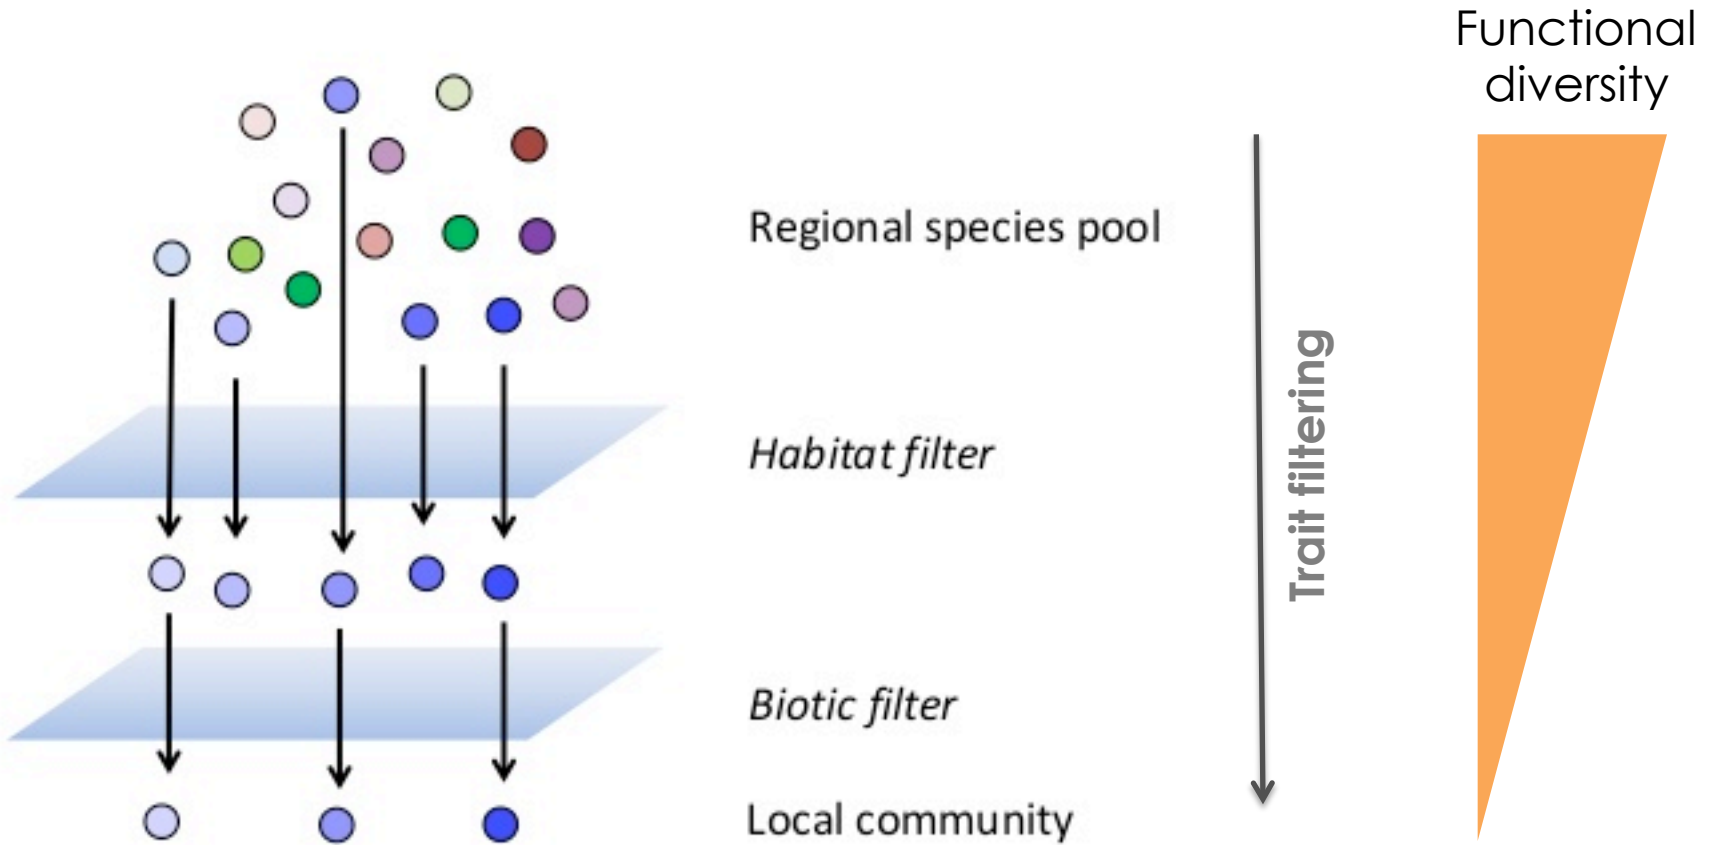 Functional
diversity
Regional species pool
Habitat filter
Trait filtering
Biotic filter
Local community